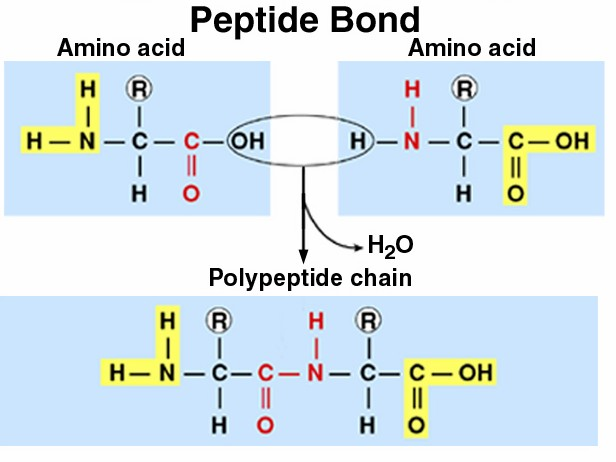 Peptide Bond
Amino acid Amino acid
H R H R
H — N — C — C — OH H — N — C — C — OH
H O H O
H₂O
Polypeptide chain
H R H R
H — N — C — C — N — C — C — OH
H O H O